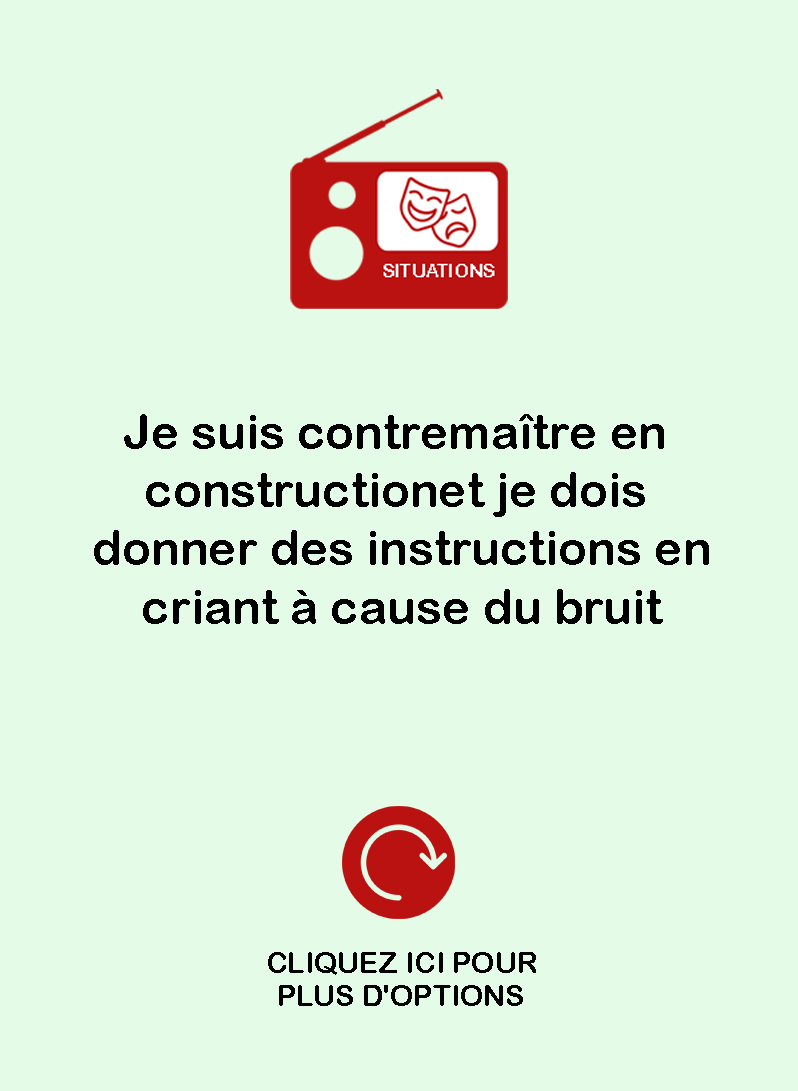 SITUATIONS
Je suis contremaître en
constructionet je dois
donner des instructions en
criant à cause du bruit
CLIQUEZ ICI POUR
PLUS D'OPTIONS